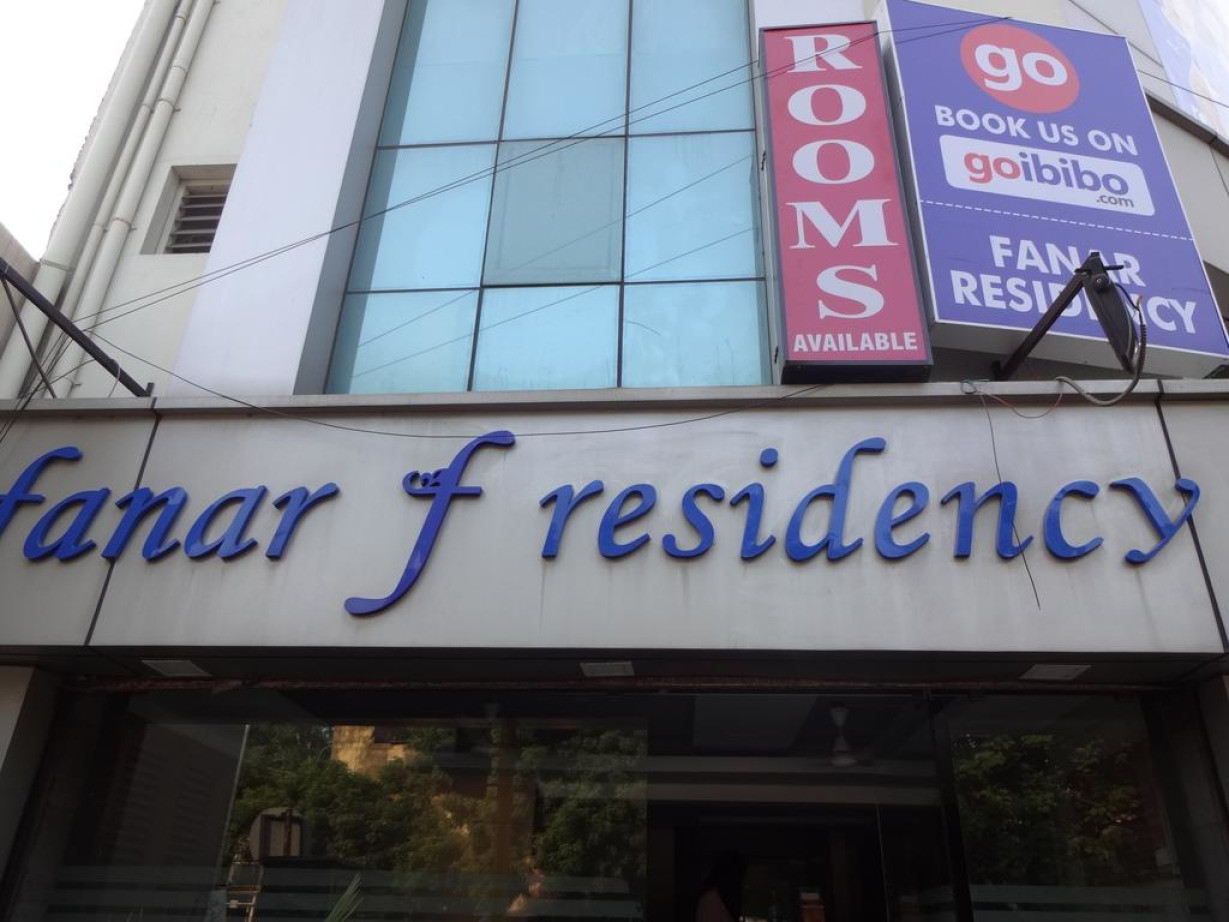 ROOMS
AVAILABLE
go
BOOK US ON
goibibo
.com
FANAR
RESIDENCY
fanar f residency